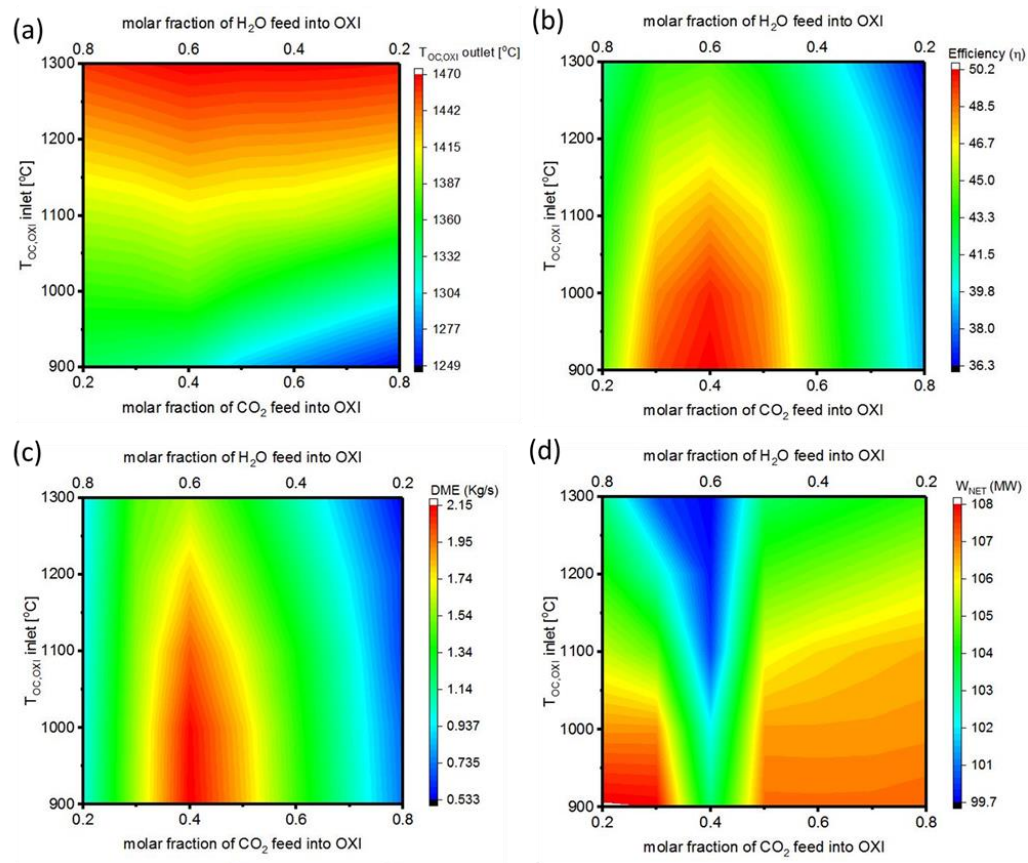 (a)
molar fraction of H₂O feed into OXI
0.8 0.6 0.4 0.2
T_OC,OXI outlet [°C]
1300
1200
1100
1000
900
T_OC,OXI inlet [°C]
1470
1442
1415
1387
1360
1332
1304
1277
1249
0.2 0.4 0.6 0.8
molar fraction of CO₂ feed into OXI
(b)
molar fraction of H₂O feed into OXI
0.8 0.6 0.4 0.2
Efficiency (η)
1300
1200
1100
1000
900
T_OC,OXI inlet [°C]
50.2
48.5
46.7
45.0
43.3
41.5
39.8
38.0
36.3
0.2 0.4 0.6 0.8
molar fraction of CO₂ feed into OXI
(c)
molar fraction of H₂O feed into OXI
0.8 0.6 0.4 0.2
DME (Kg/s)
1300
1200
1100
1000
900
T_OC,OXI inlet [°C]
2.15
1.95
1.74
1.54
1.34
1.14
0.937
0.735
0.533
0.2 0.4 0.6 0.8
molar fraction of CO₂ feed into OXI
(d)
molar fraction of H₂O feed into OXI
0.8 0.6 0.4 0.2
W_NET (MW)
1300
1200
1100
1000
900
T_OC,OXI inlet [°C]
108
107
106
105
104
103
102
101
99.7
0.2 0.4 0.6 0.8
molar fraction of CO₂ feed into OXI